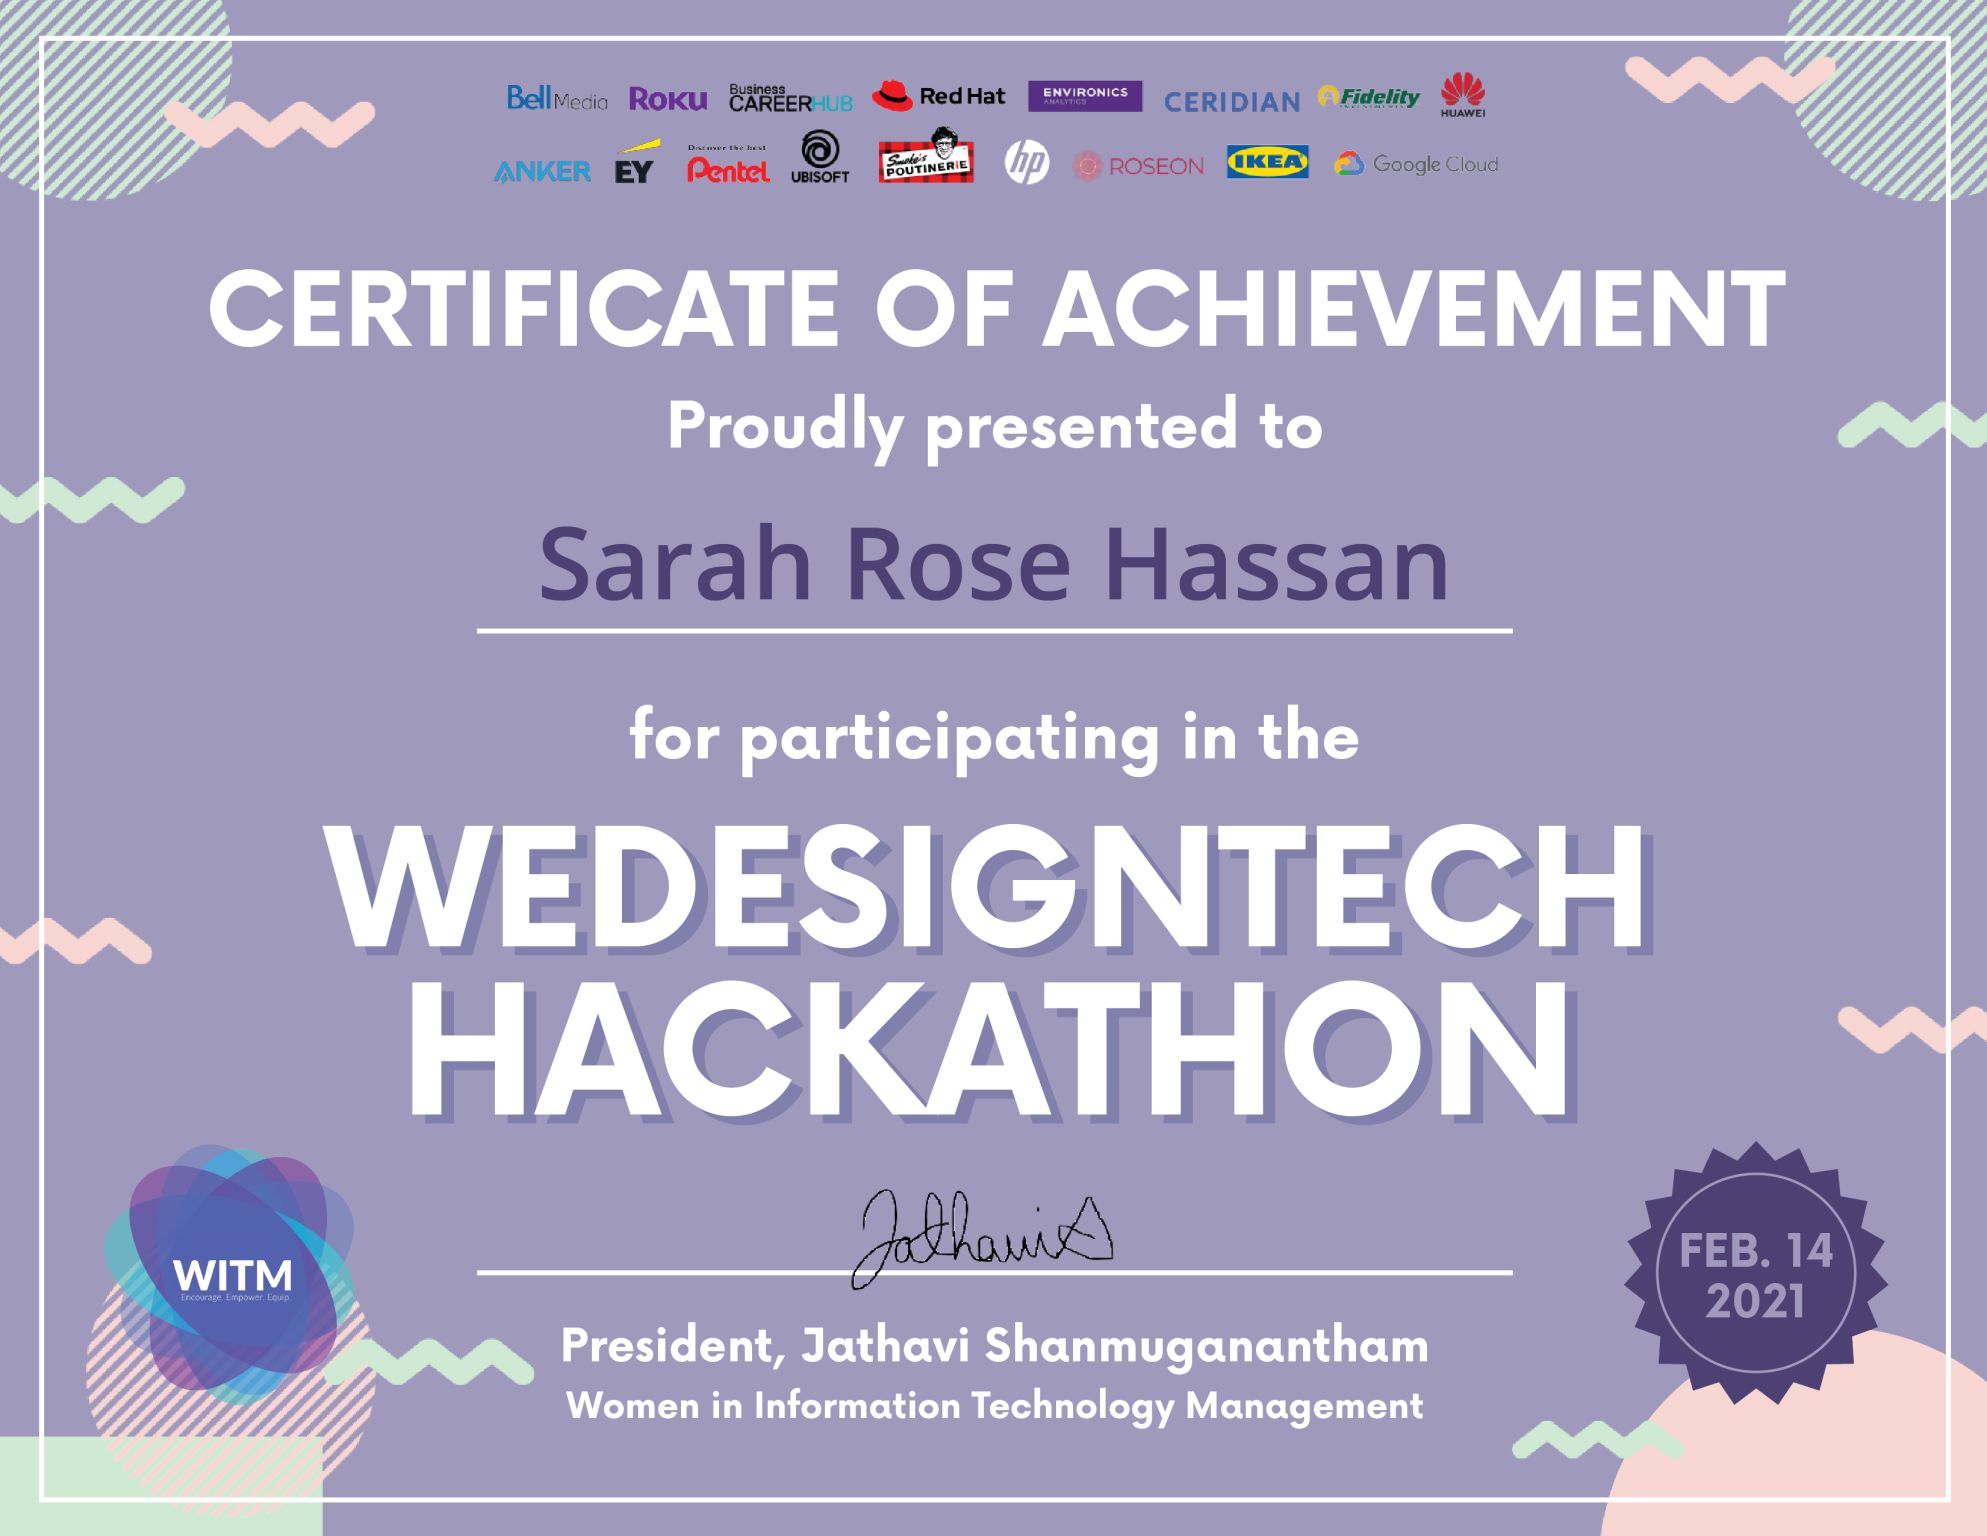 Bell Media ROKU Business CAREERHUB Red Hat ENVIRONICS ANALYTICS CERIDIAN Fidelity INVESTMENTS HUAWEI
ANKER EY Discover the best Pentel UBISOFT Smoke's POUTINERIE hp ROSEON IKEA Google Cloud
CERTIFICATE OF ACHIEVEMENT
Proudly presented to
Sarah Rose Hassan
for participating in the
WEDESIGNTECH
HACKATHON
Jathavi S
WITM
Encourage. Empower. Equip.
FEB. 14
2021
President, Jathavi Shanmuganantham
Women in Information Technology Management